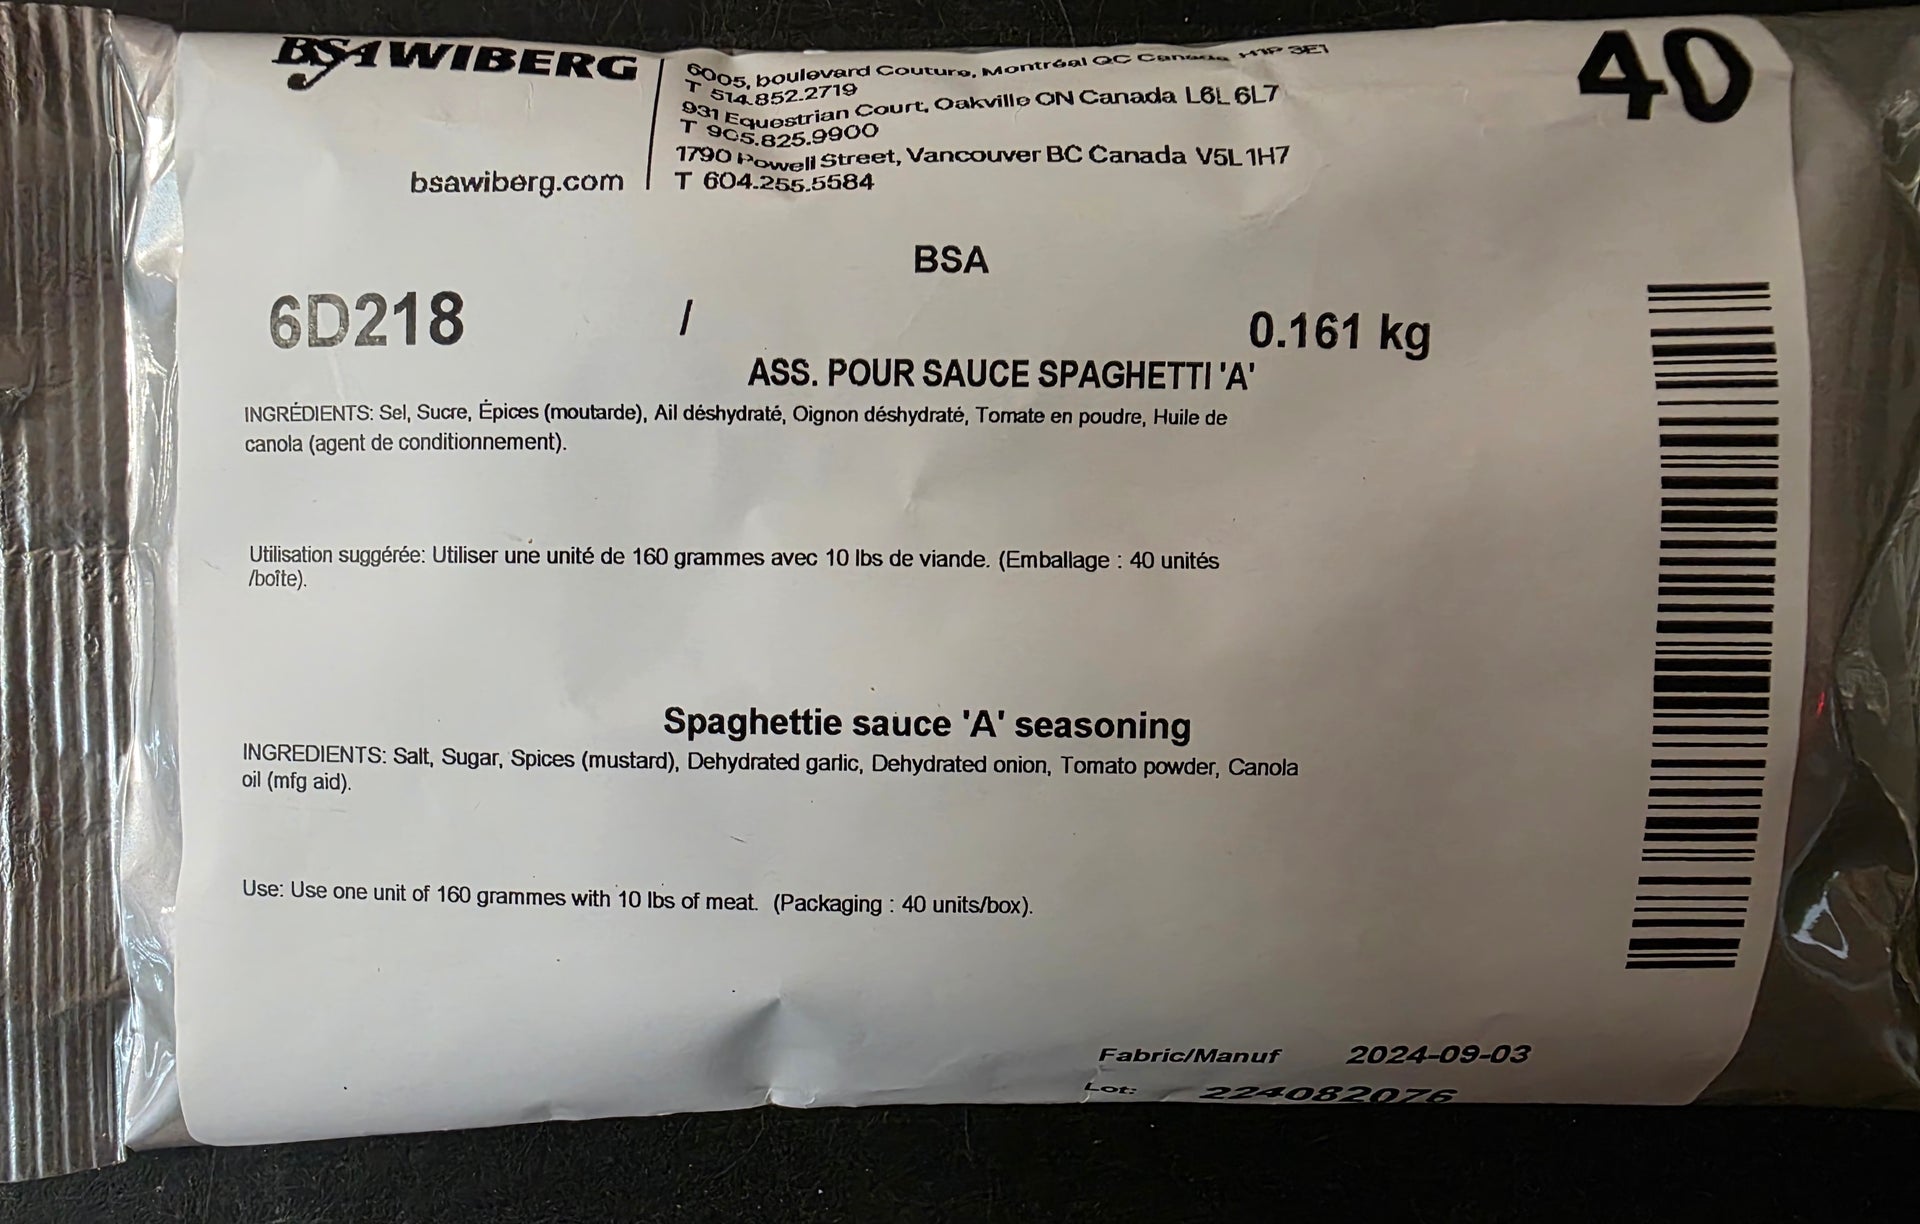 BSA WIBERG
bsawiberg.com
6005, boulevard Couture, Montréal QC Canada H1P 3E1
T 514.852.2719
931 Equestrian Court, Oakville ON Canada L6L 6L7
T 905.825.9900
1790 Powell Street, Vancouver BC Canada V5L 1H7
T 604.255.5584
40
BSA
6D218 / 0.161 kg
ASS. POUR SAUCE SPAGHETTI 'A'
INGRÉDIENTS: Sel, Sucre, Épices (moutarde), Ail déshydraté, Oignon déshydraté, Tomate en poudre, Huile de
canola (agent de conditionnement).
Utilisation suggérée: Utiliser une unité de 160 grammes avec 10 lbs de viande. (Emballage : 40 unités
/boîte).
Spaghettie sauce 'A' seasoning
INGREDIENTS: Salt, Sugar, Spices (mustard), Dehydrated garlic, Dehydrated onion, Tomato powder, Canola
oil (mfg aid).
Use: Use one unit of 160 grammes with 10 lbs of meat. (Packaging : 40 units/box).
Fabric/Manuf 2024-09-03
Lot: 224082076